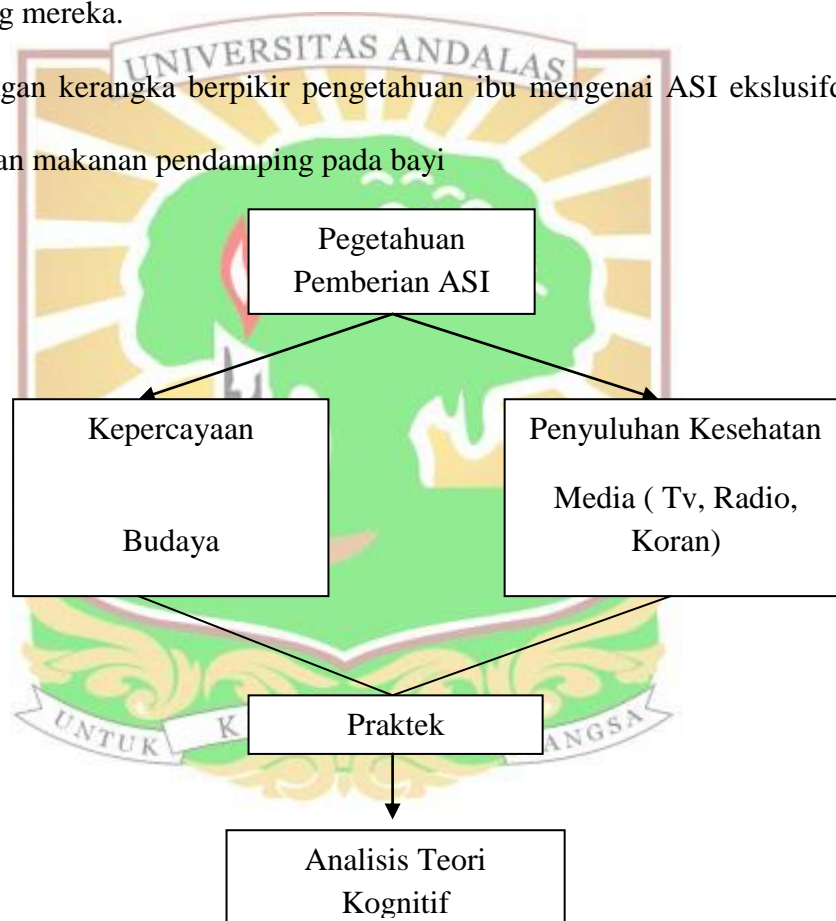 g mereka.
UNIVERSITAS ANDALAS
gan kerangka berpikir pengetahuan ibu mengenai ASI ekslusifd
an makanan pendamping pada bayi
Pegetahuan
Pemberian ASI
Kepercayaan
Budaya
Penyuluhan Kesehatan
Media ( Tv, Radio,
Koran)
UNTUK K ANGSA
Praktek
Analisis Teori
Kognitif